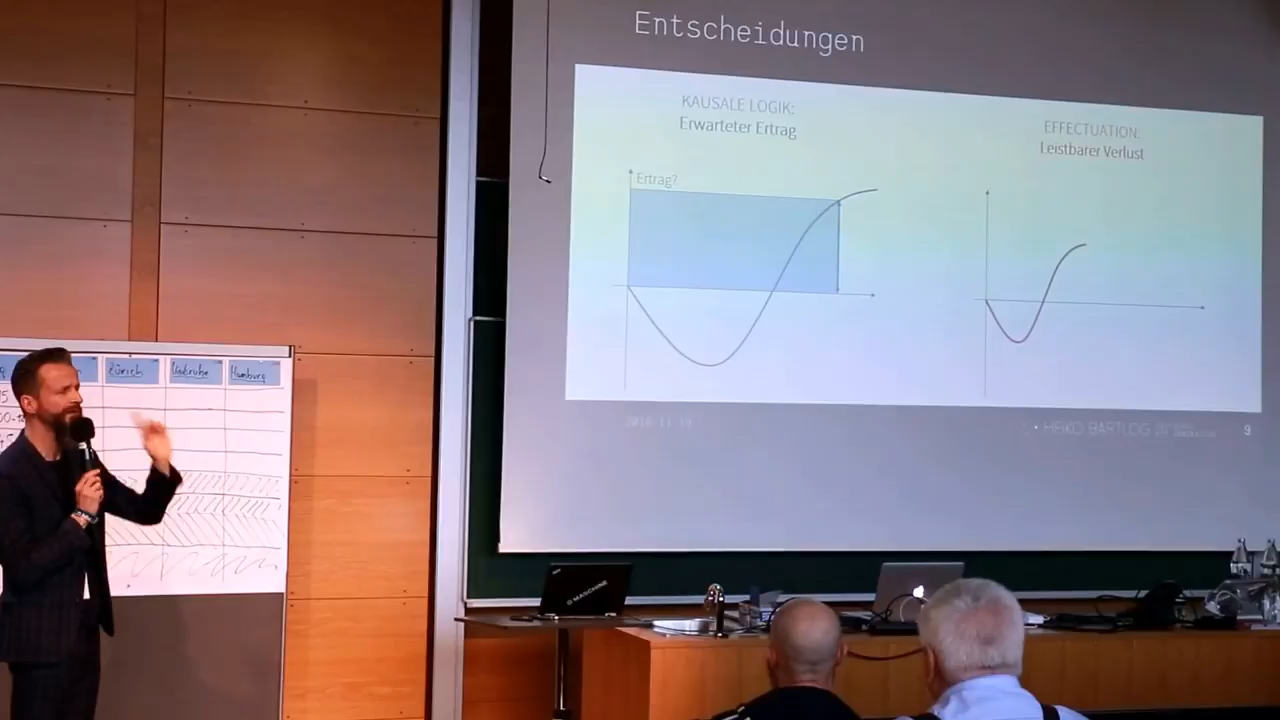 Entscheidungen
KAUSALE LOGIK:
Erwarteter Ertrag
EFFECTUATION:
Leistbarer Verlust
Ertrag?
HEIKO BARTLOG
9
Zürich
Karlsruhe
Hamburg
MASCHINE